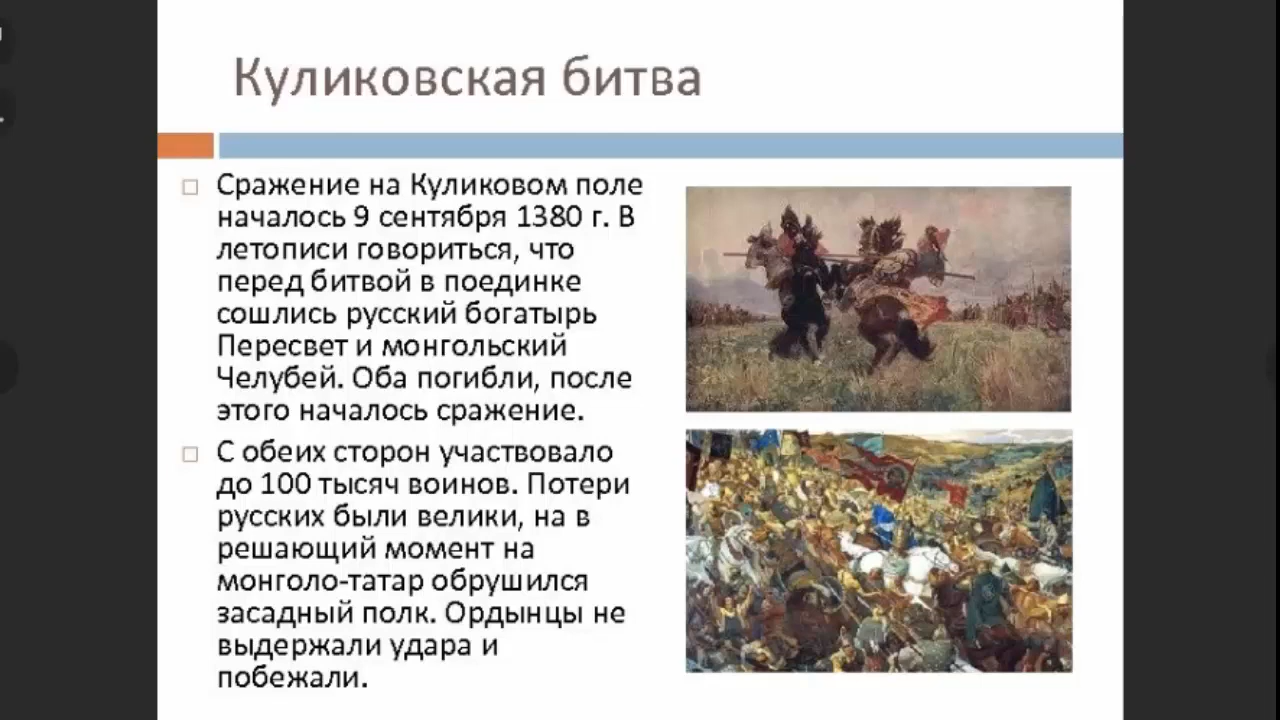 Куликовская битва
Сражение на Куликовом поле
началось 9 сентября 1380 г. В
летописи говориться, что
перед битвой в поединке
сошлись русский богатырь
Пересвет и монгольский
Челубей. Оба погибли, после
этого началось сражение.
С обеих сторон участвовало
до 100 тысяч воинов. Потери
русских были велики, на в
решающий момент на
монголо-татар обрушился
засадный полк. Ордынцы не
выдержали удара и
побежали.